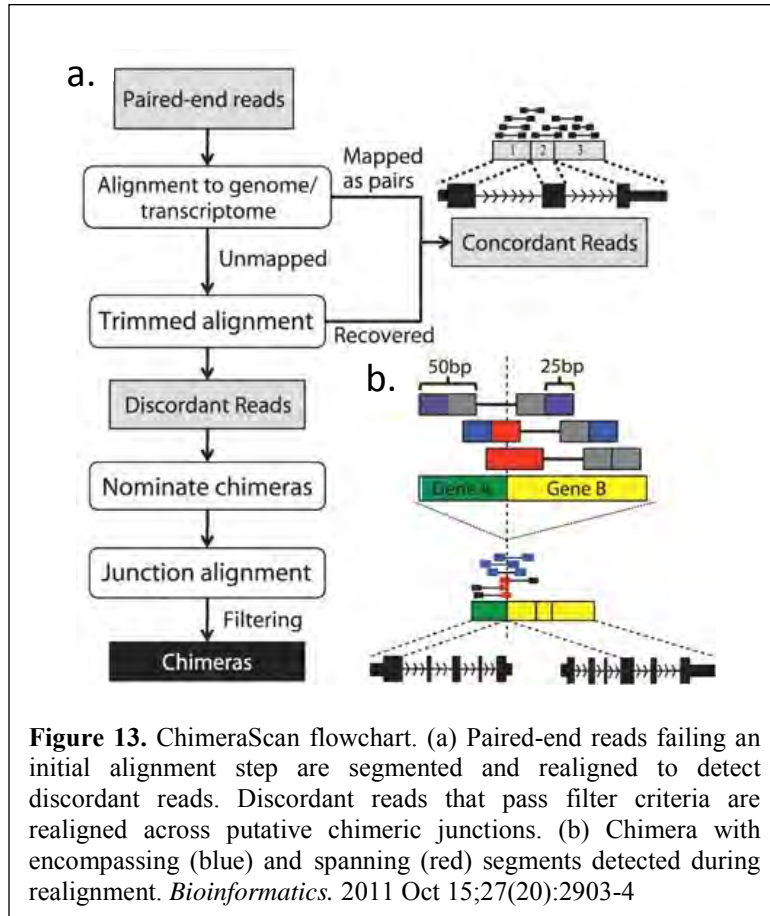 a.
Paired-end reads
Alignment to genome/
transcriptome
Mapped
as pairs
1 2 3
Concordant Reads
Unmapped
Trimmed alignment
Recovered
Discordant Reads
Nominate chimeras
Junction alignment
Filtering
Chimeras
b.
50bp
25bp
Gene A
Gene B
Figure 13. ChimeraScan flowchart. (a) Paired-end reads failing an
initial alignment step are segmented and realigned to detect
discordant reads. Discordant reads that pass filter criteria are
realigned across putative chimeric junctions. (b) Chimera with
encompassing (blue) and spanning (red) segments detected during
realignment. Bioinformatics. 2011 Oct 15;27(20):2903-4